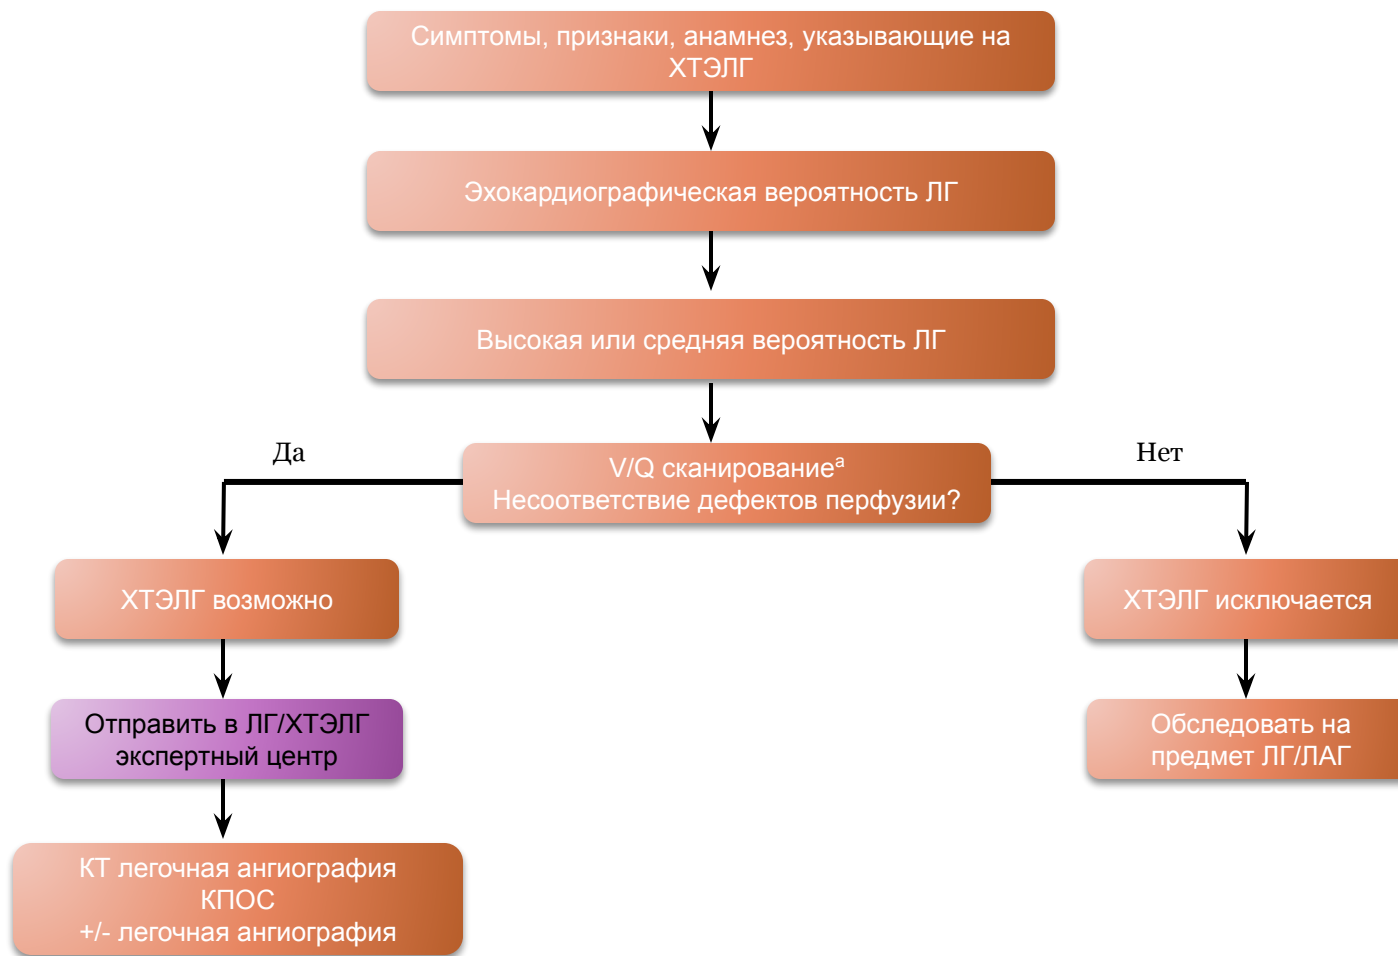 Симптомы, признаки, анамнез, указывающие на
ХТЭЛГ
Эхокардиографическая вероятность ЛГ
Высокая или средняя вероятность ЛГ
Да
V/Q сканированиеᵃ
Несоответствие дефектов перфузии?
Нет
ХТЭЛГ возможно
ХТЭЛГ исключается
Отправить в ЛГ/ХТЭЛГ
экспертный центр
Обследовать на
предмет ЛГ/ЛАГ
КТ легочная ангиография
КПОС
+/- легочная ангиография